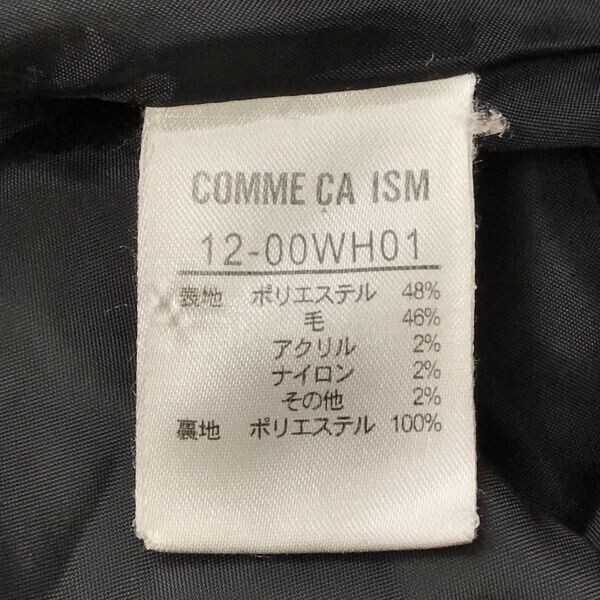 COMME ÇA ISM
12-00WH01
表地 ポリエステル 48%
毛 46%
アクリル 2%
ナイロン 2%
その他 2%
裏地 ポリエステル 100%